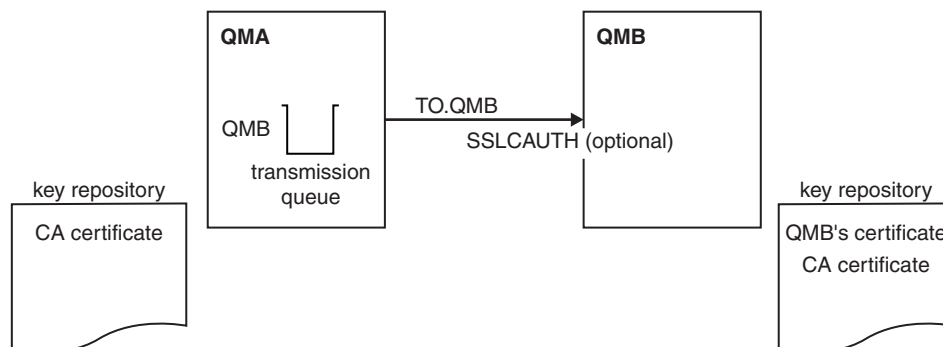 QMA
QMB
TO.QMB
QMB
SSLCAUTH (optional)
transmission
queue
key repository
CA certificate
key repository
QMB's certificate
CA certificate